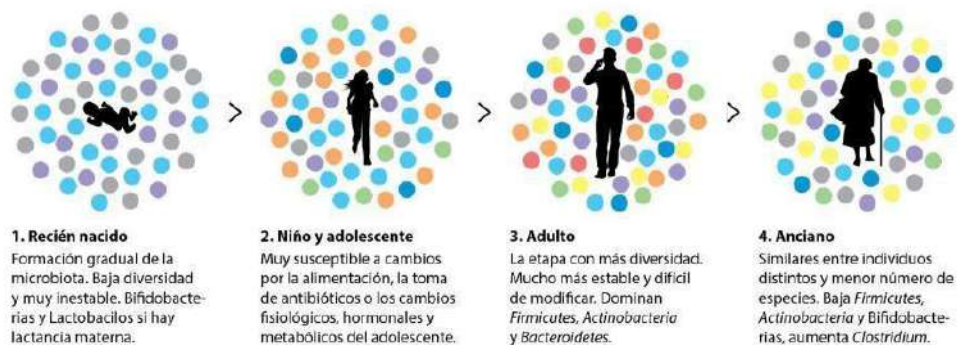 1. Recién nacido
Formación gradual de la
microbiota. Baja diversidad
y muy inestable. Bifidobacte-
rias y Lactobacilos si hay
lactancia materna.
2. Niño y adolescente
Muy susceptible a cambios
por la alimentación, la toma
de antibióticos o los cambios
fisiológicos, hormonales y
metabólicos del adolescente.
3. Adulto
La etapa con más diversidad.
Mucho más estable y difícil
de modificar. Dominan
Firmicutes, Actinobacteria
y Bacteroidetes.
4. Anciano
Similares entre individuos
distintos y menor número de
especies. Baja Firmicutes,
Actinobacteria y Bifidobacte-
rias, aumenta Clostridium.